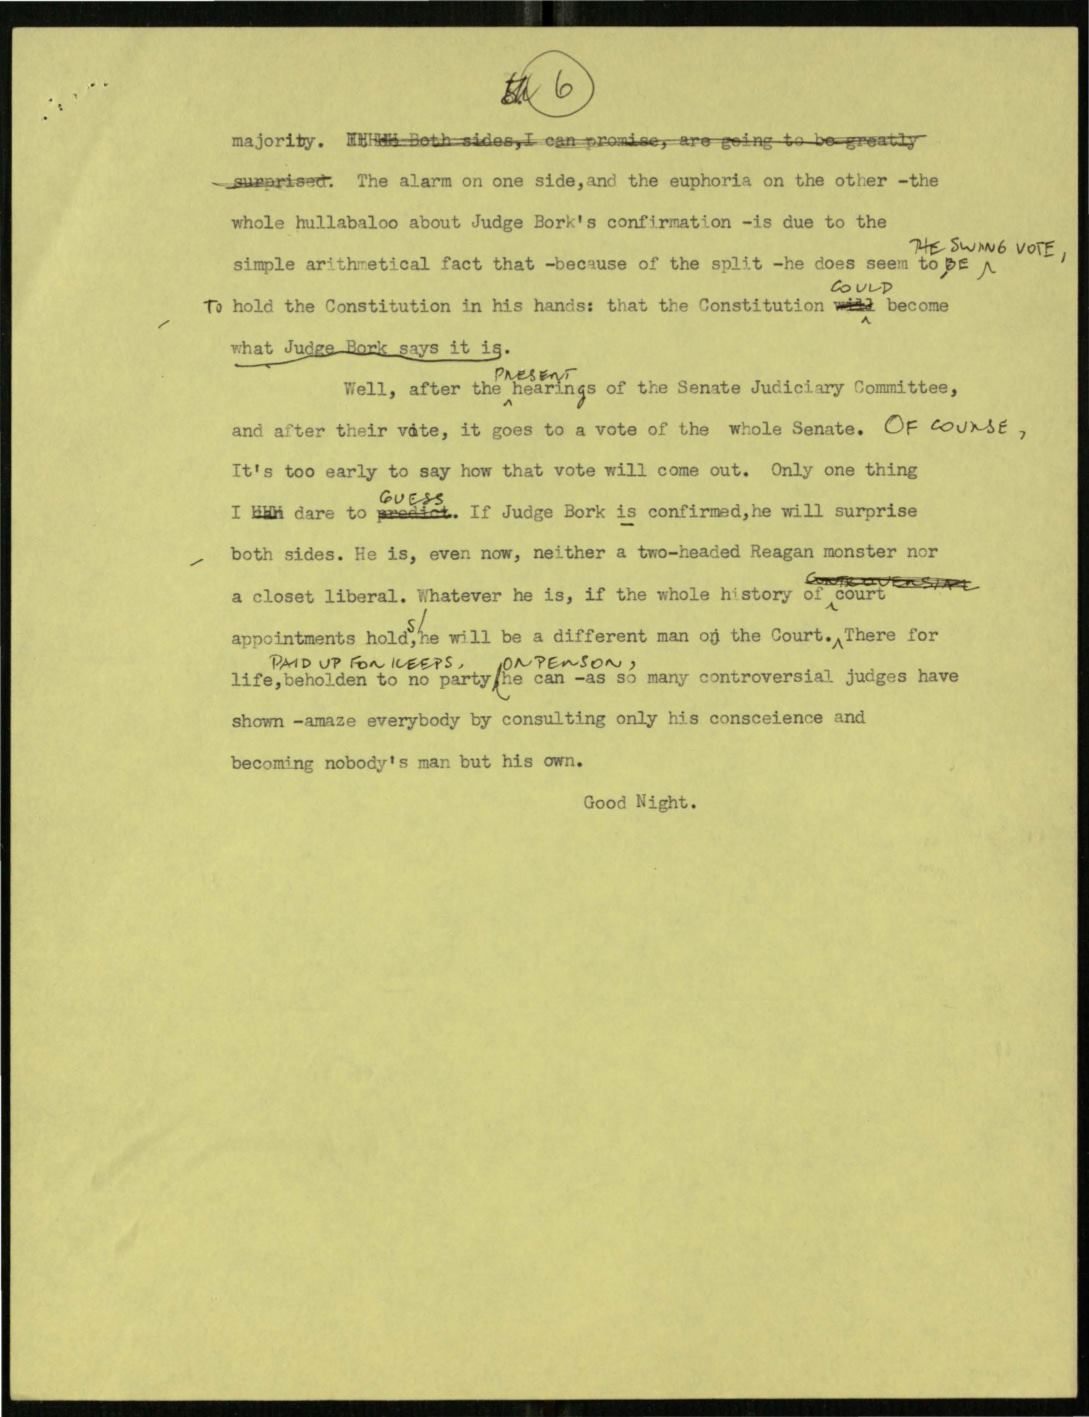 6
majority. Both sides,I can promise, are going to be greatly
surprised. The alarm on one side,and the euphoria on the other -the
whole hullabaloo about Judge Bork's confirmation -is due to the
THE SWING VOTE,
simple arithmetical fact that -because of the split -he does seem to BE
COULD
To hold the Constitution in his hands: that the Constitution will become
what Judge Bork says it is.
PRESENT
Well, after the hearings of the Senate Judiciary Committee,
and after their vote, it goes to a vote of the whole Senate. OF COURSE,
It's too early to say how that vote will come out. Only one thing
GUESS
I dare to predict. If Judge Bork is confirmed,he will surprise
both sides. He is, even now, neither a two-headed Reagan monster nor
CONTROVERSIAL
a closet liberal. Whatever he is, if the whole history of court
S/
appointments hold,he will be a different man on the Court. There for
PAID UP FOR KEEPS, OR PERSON,
life,beholden to no party he can -as so many controversial judges have
shown -amaze everybody by consulting only his consceience and
becoming nobody's man but his own.
Good Night.